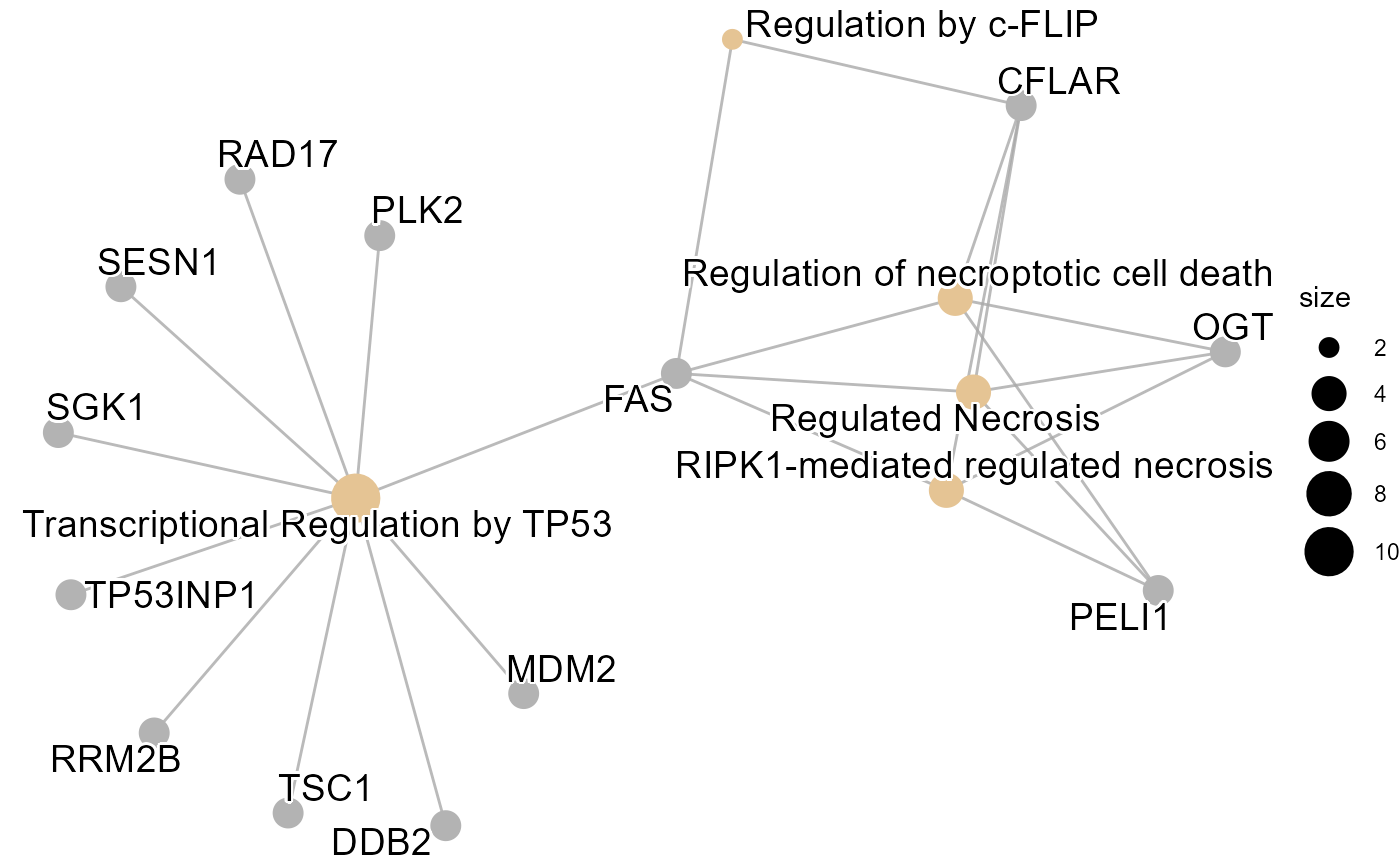 Regulation by c-FLIP
CFLAR
RAD17
PLK2
SESN1
Regulation of necroptotic cell death
size
OGT
2
4
FAS
SGK1
Regulated Necrosis
6
RIPK1-mediated regulated necrosis
8
Transcriptional Regulation by TP53
10
TP53INP1
PELI1
MDM2
RRM2B
TSC1
DDB2